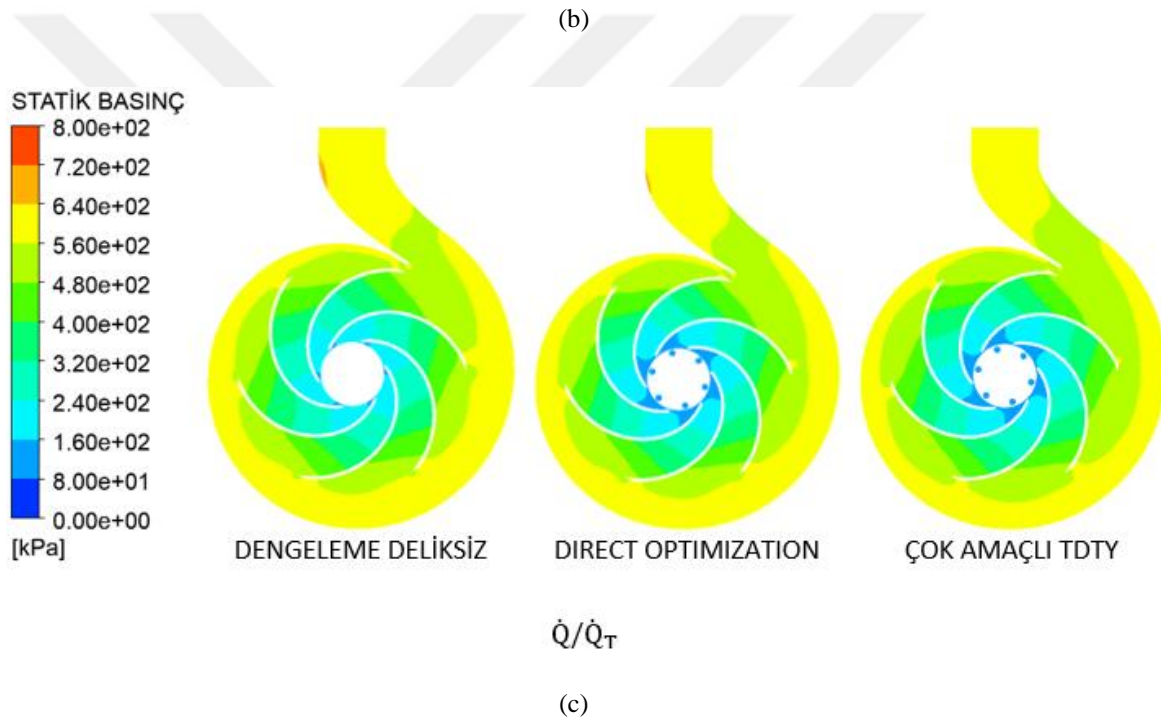 (b)
STATİK BASINÇ
8.00e+02
7.20e+02
6.40e+02
5.60e+02
4.80e+02
4.00e+02
3.20e+02
2.40e+02
1.60e+02
8.00e+01
0.00e+00
[kPa]
DENGELEME DELİKSİZ
DIRECT OPTIMIZATION
ÇOK AMAÇLI TDTY
Q̇/Q̇ᴛ
(c)